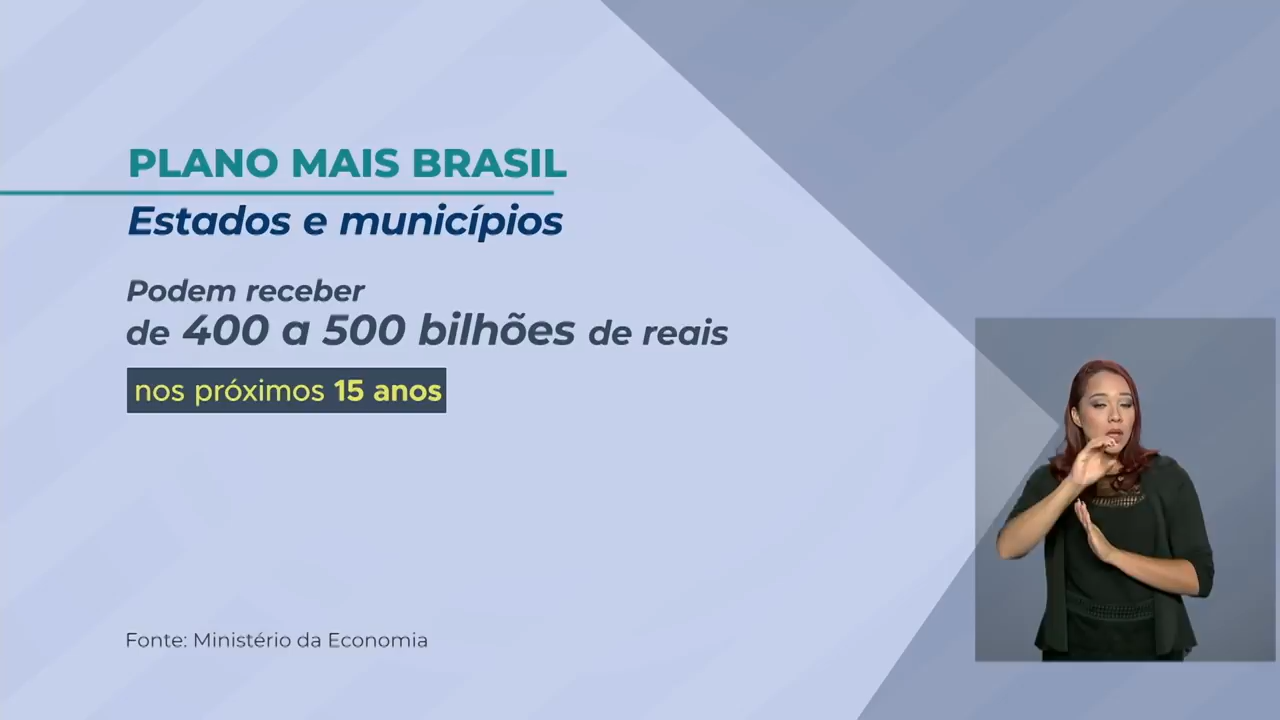 PLANO MAIS BRASIL
Estados e municípios
Podem receber
de 400 a 500 bilhões de reais
nos próximos 15 anos
Fonte: Ministério da Economia